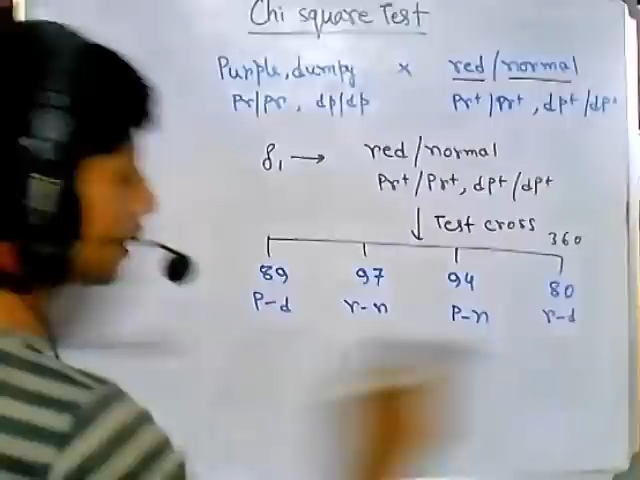 Chi square Test
Purple, dumpy x red/normal
Pr/Pr, dp/dp Pr+/Pr+, dp+/dp+
f1 → red/normal
Pr+/Pr+, dp+/dp+
↓ Test cross 360
89 97 94 80
P-d r-n P-n r-d